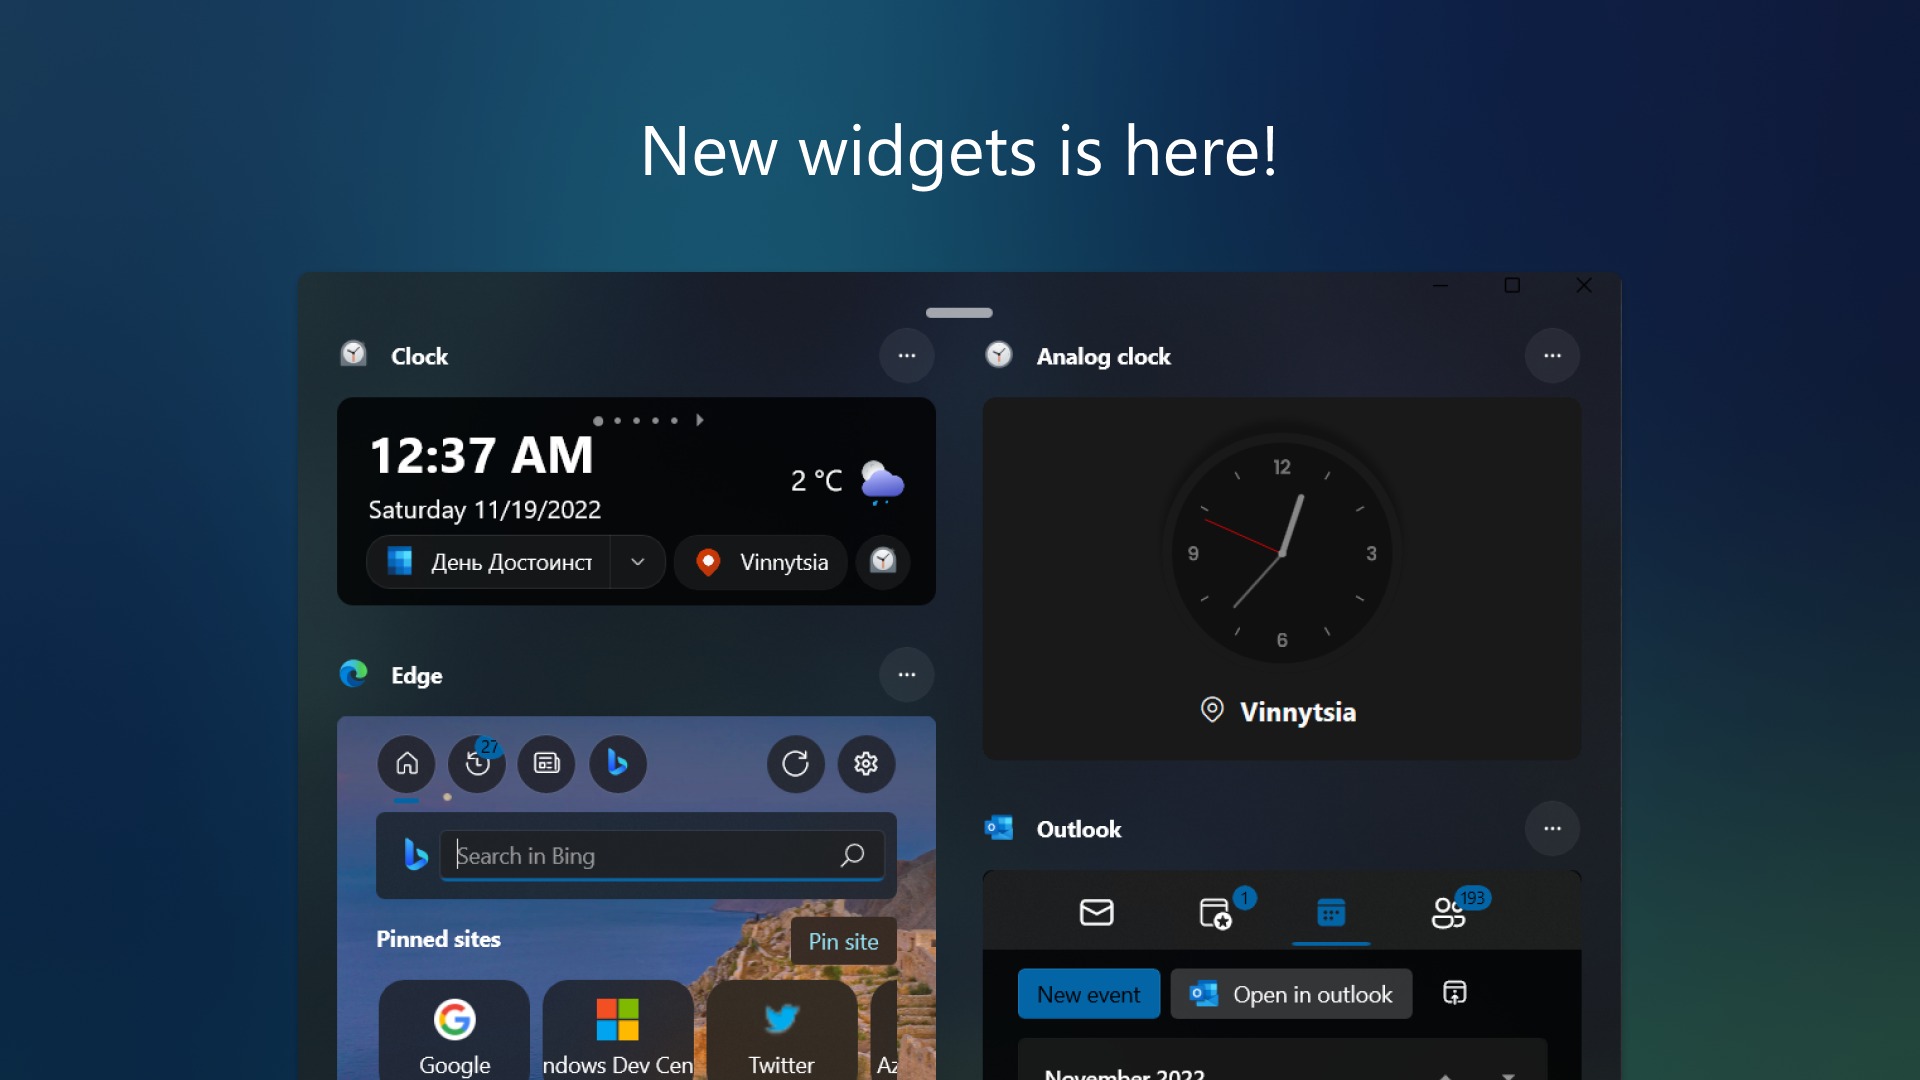 New widgets is here!
Clock
12:37 AM
2 °C
Saturday 11/19/2022
День Достоинст
Vinnytsia
Analog clock
12
9
3
6
Vinnytsia
Edge
27
Search in Bing
Pinned sites
Pin site
Google
ndows Dev Cen
Twitter
Az
Outlook
1
193
New event
Open in outlook
November 2022